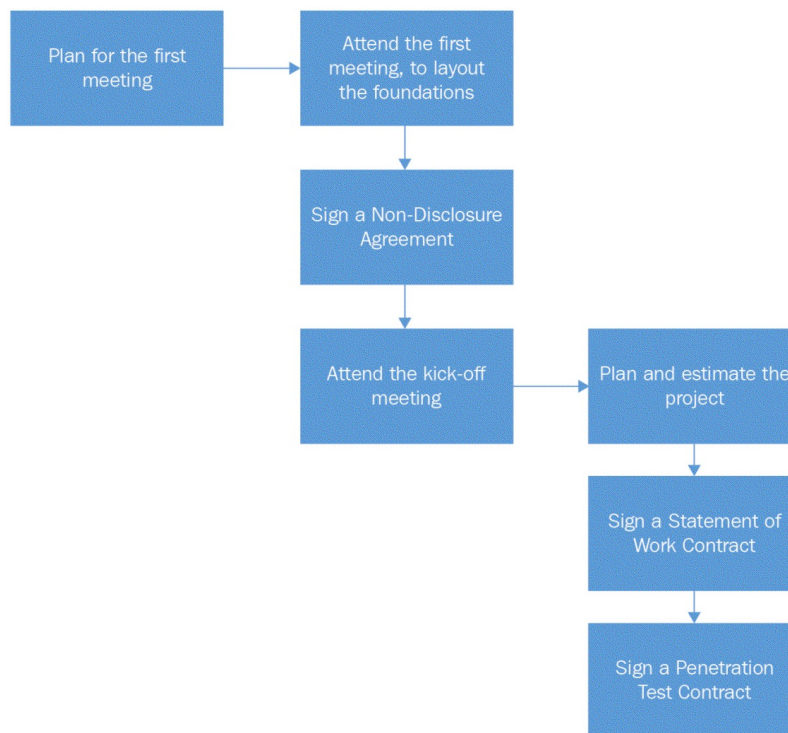 Plan for the first
meeting
Attend the first
meeting, to layout
the foundations
Sign a Non-Disclosure
Agreement
Attend the kick-off
meeting
Plan and estimate the
project
Sign a Statement of
Work Contract
Sign a Penetration
Test Contract